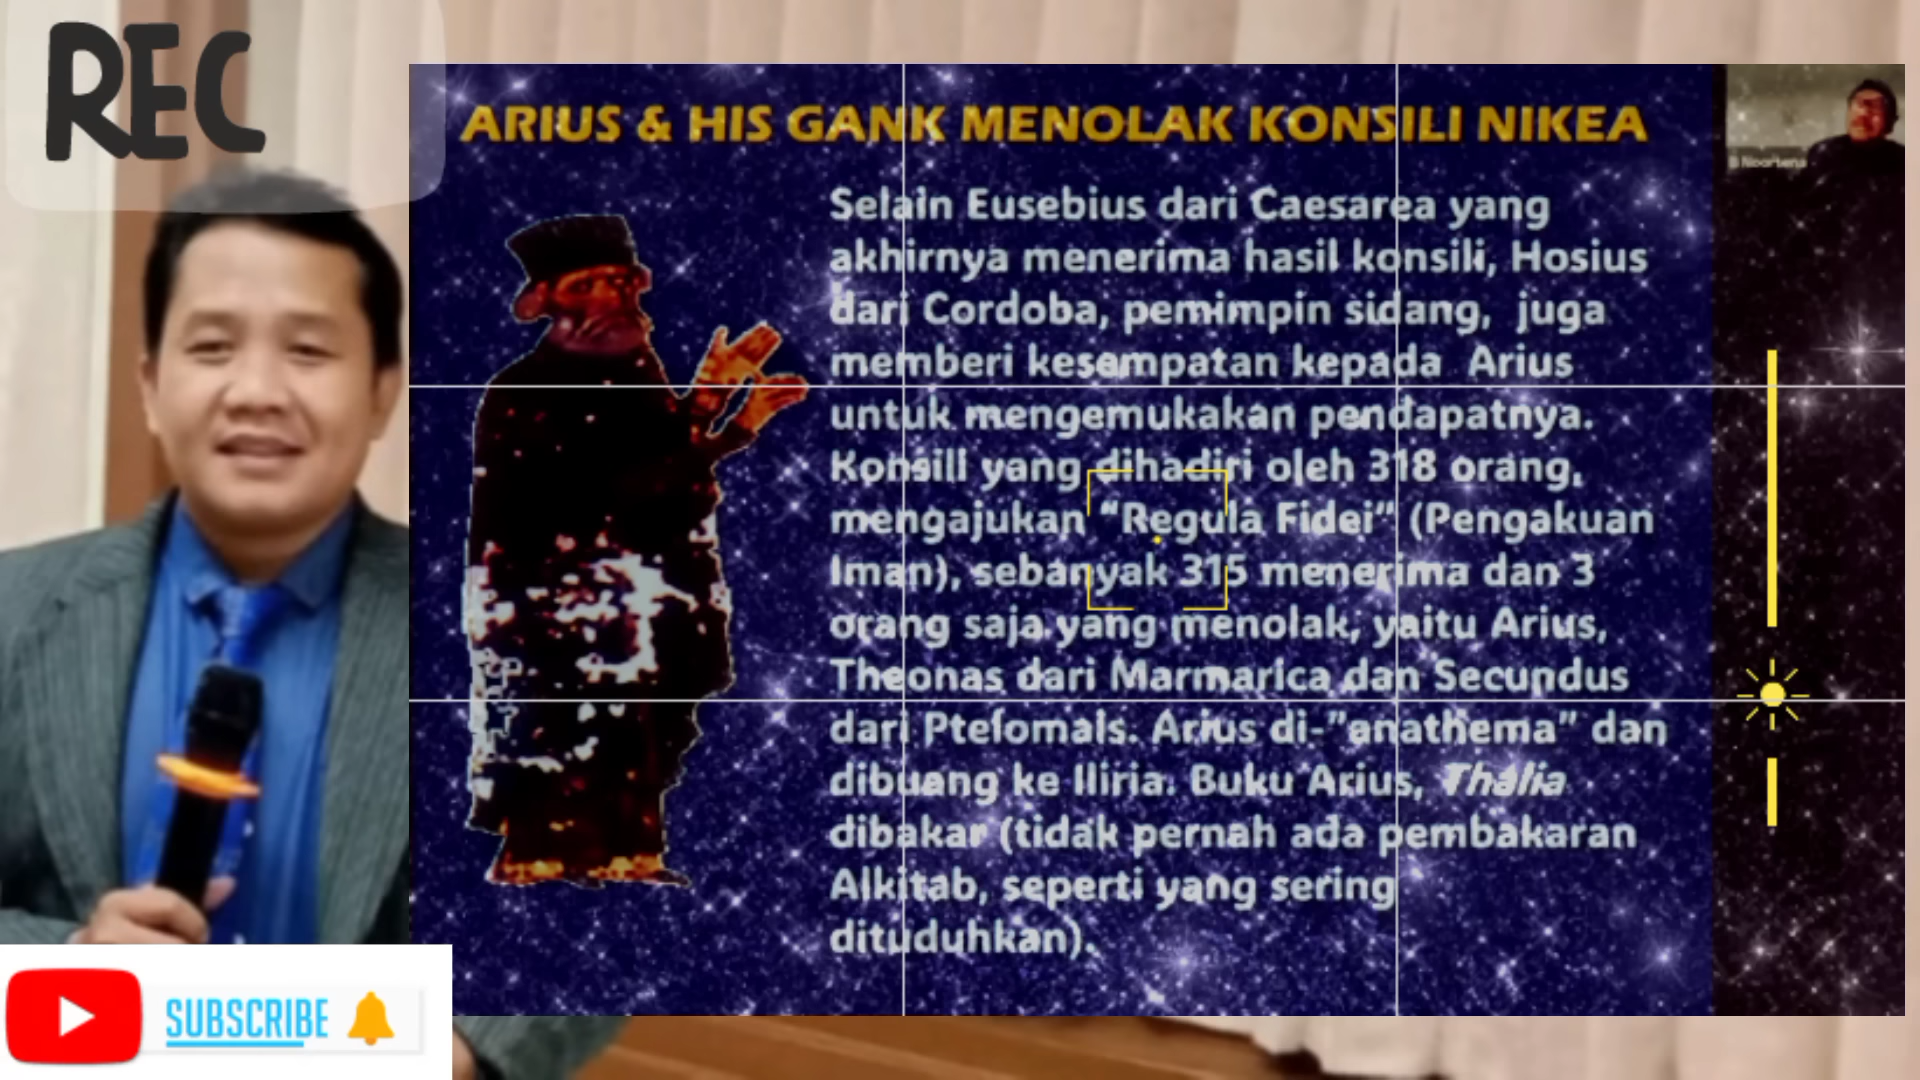 REC
ARIUS & HIS GANK MENOLAK KONSILI NIKEA
Selain Eusebius dari Caesarea yang
akhirnya menerima hasil konsili, Hosius
dari Cordoba, pemimpin sidang, juga
memberi kesempatan kepada Arius
untuk mengemukakan pendapatnya.
Konsili yang dihadiri oleh 318 orang,
mengajukan "Regula Fidei" (Pengakuan
Iman), sebanyak 315 menerima dan 3
orang saja yang menolak, yaitu Arius,
Theonas dari Marmarica dan Secundus
dari Ptelomais. Arius di-"anathema" dan
dibuang ke Iliria. Buku Arius, Thalia
dibakar (tidak pernah ada pembakaran
Alkitab, seperti yang sering
dituduhkan).
SUBSCRIBE